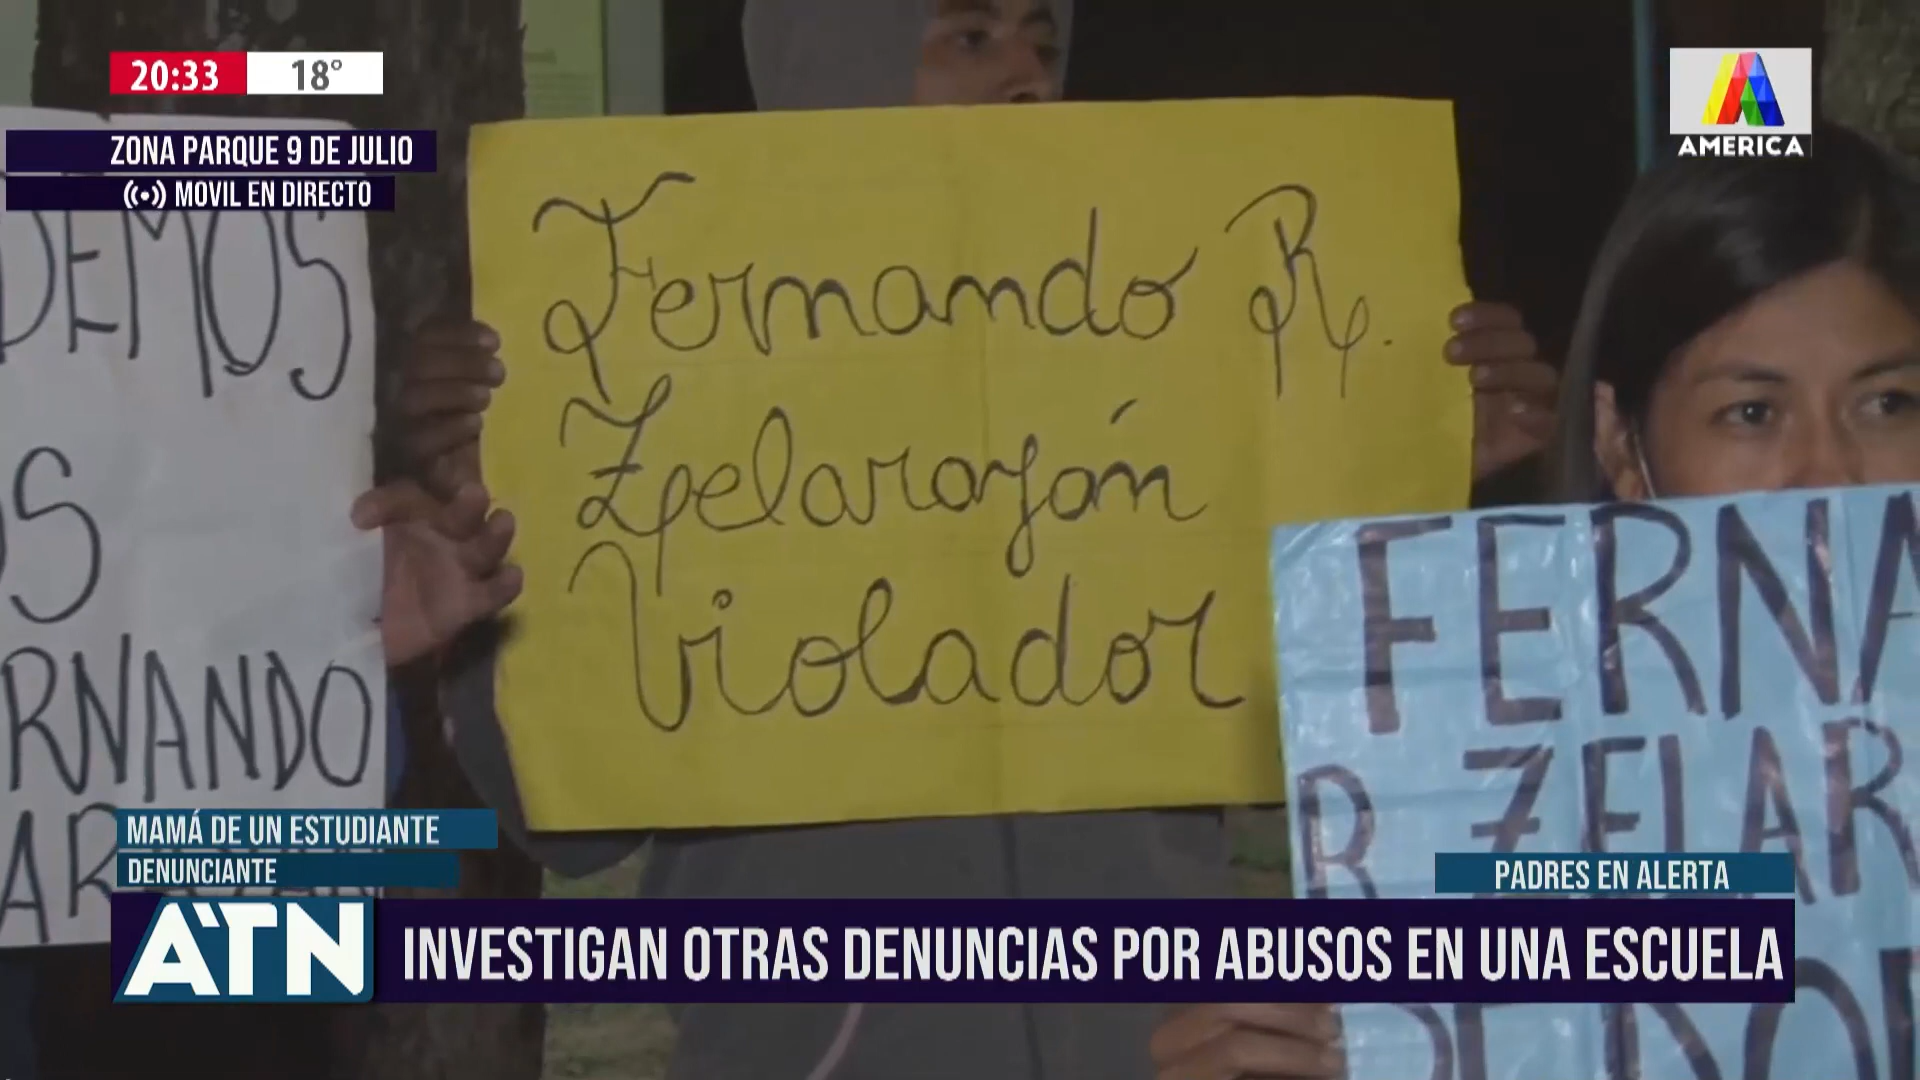 20:33 18°
AMERICA
ZONA PARQUE 9 DE JULIO
MOVIL EN DIRECTO
DEMOS
OS
RNANDO
Fernando R.
Zelarayán
Violador
FERNA
R ZELAR
MAMÁ DE UN ESTUDIANTE
DENUNCIANTE
PADRES EN ALERTA
ATN INVESTIGAN OTRAS DENUNCIAS POR ABUSOS EN UNA ESCUELA